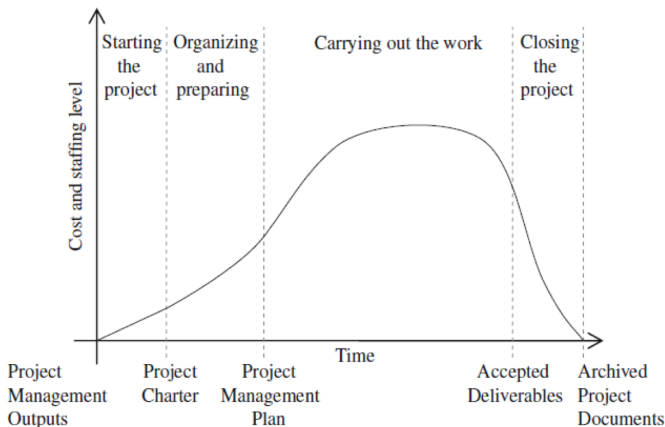 Starting
the
project
Organizing
and
preparing
Carrying out the work
Closing
the
project
Cost and staffing level
Time
Project
Management
Outputs
Project
Charter
Project
Management
Plan
Accepted
Deliverables
Archived
Project
Documents